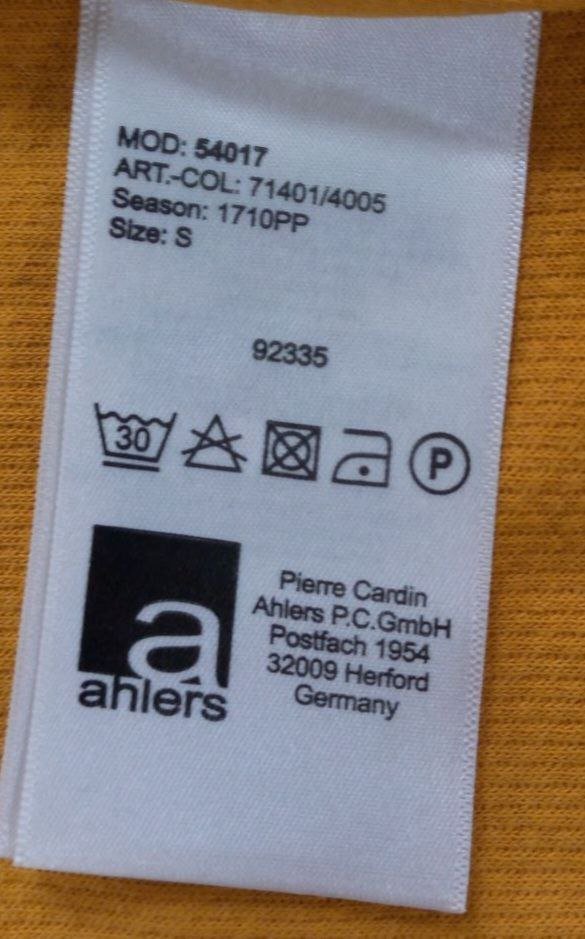 MOD: 54017
ART.-COL: 71401/4005
Season: 1710PP
Size: S
92335
30
P
a
ahlers
Pierre Cardin
Ahlers P.C.GmbH
Postfach 1954
32009 Herford
Germany